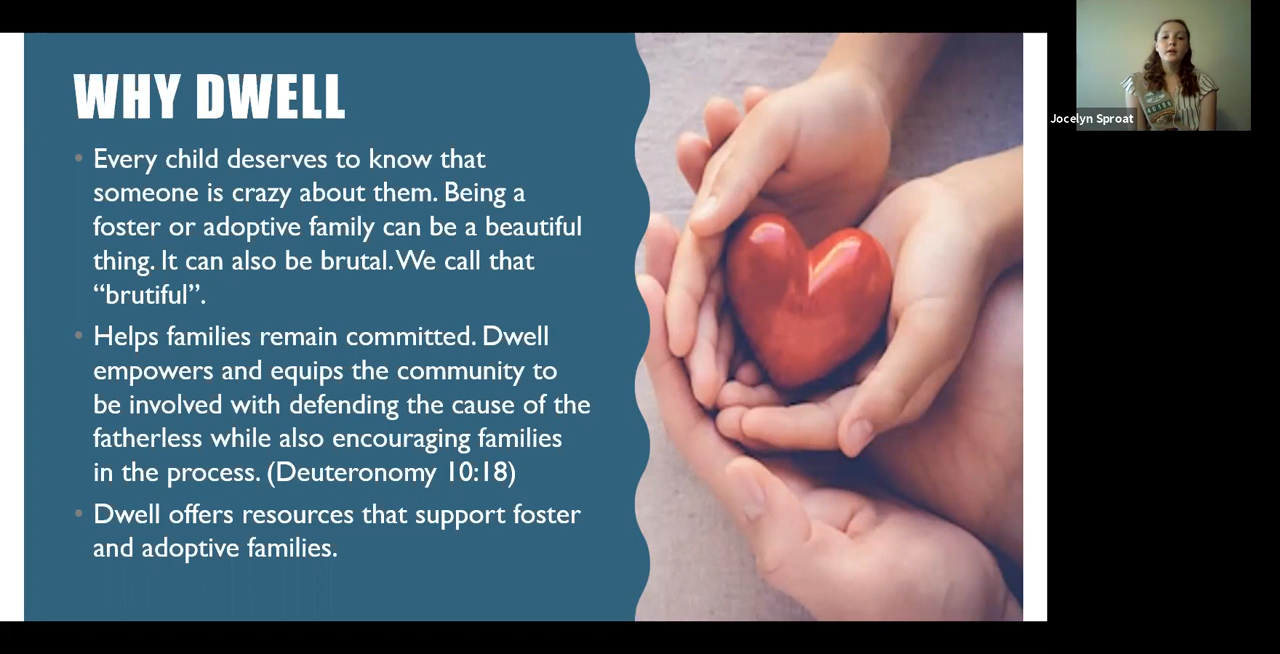 WHY DWELL
Every child deserves to know that
someone is crazy about them. Being a
foster or adoptive family can be a beautiful
thing. It can also be brutal. We call that
“brutiful”.
Helps families remain committed. Dwell
empowers and equips the community to
be involved with defending the cause of the
fatherless while also encouraging families
in the process. (Deuteronomy 10:18)
Dwell offers resources that support foster
and adoptive families.
Jocelyn Sproat